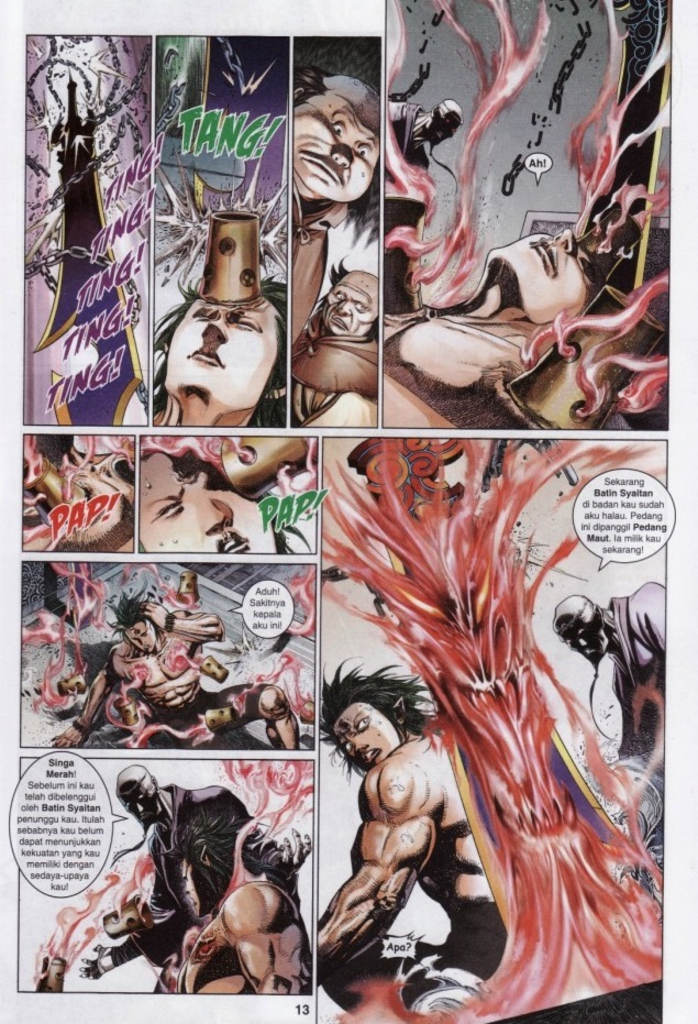 TING!
TING!
TING!
TING!
TING!
TANG!
Ah!
PAP!
PAP!
Aduh!
Sakitnya
kepala
aku ini!
Singa
Merah!
Sebelum ini kau
telah dibelenggui
oleh Batin Syaitan
penunggu kau. Itulah
sebabnya kau belum
dapat menunjukkan
kekuatan yang kau
memiliki dengan
sedaya-upaya
kau!
Sekarang
Batin Syaitan
di badan kau sudah
aku halau. Pedang
ini dipanggil Pedang
Maut. Ia milik kau
sekarang!
Apa?
13